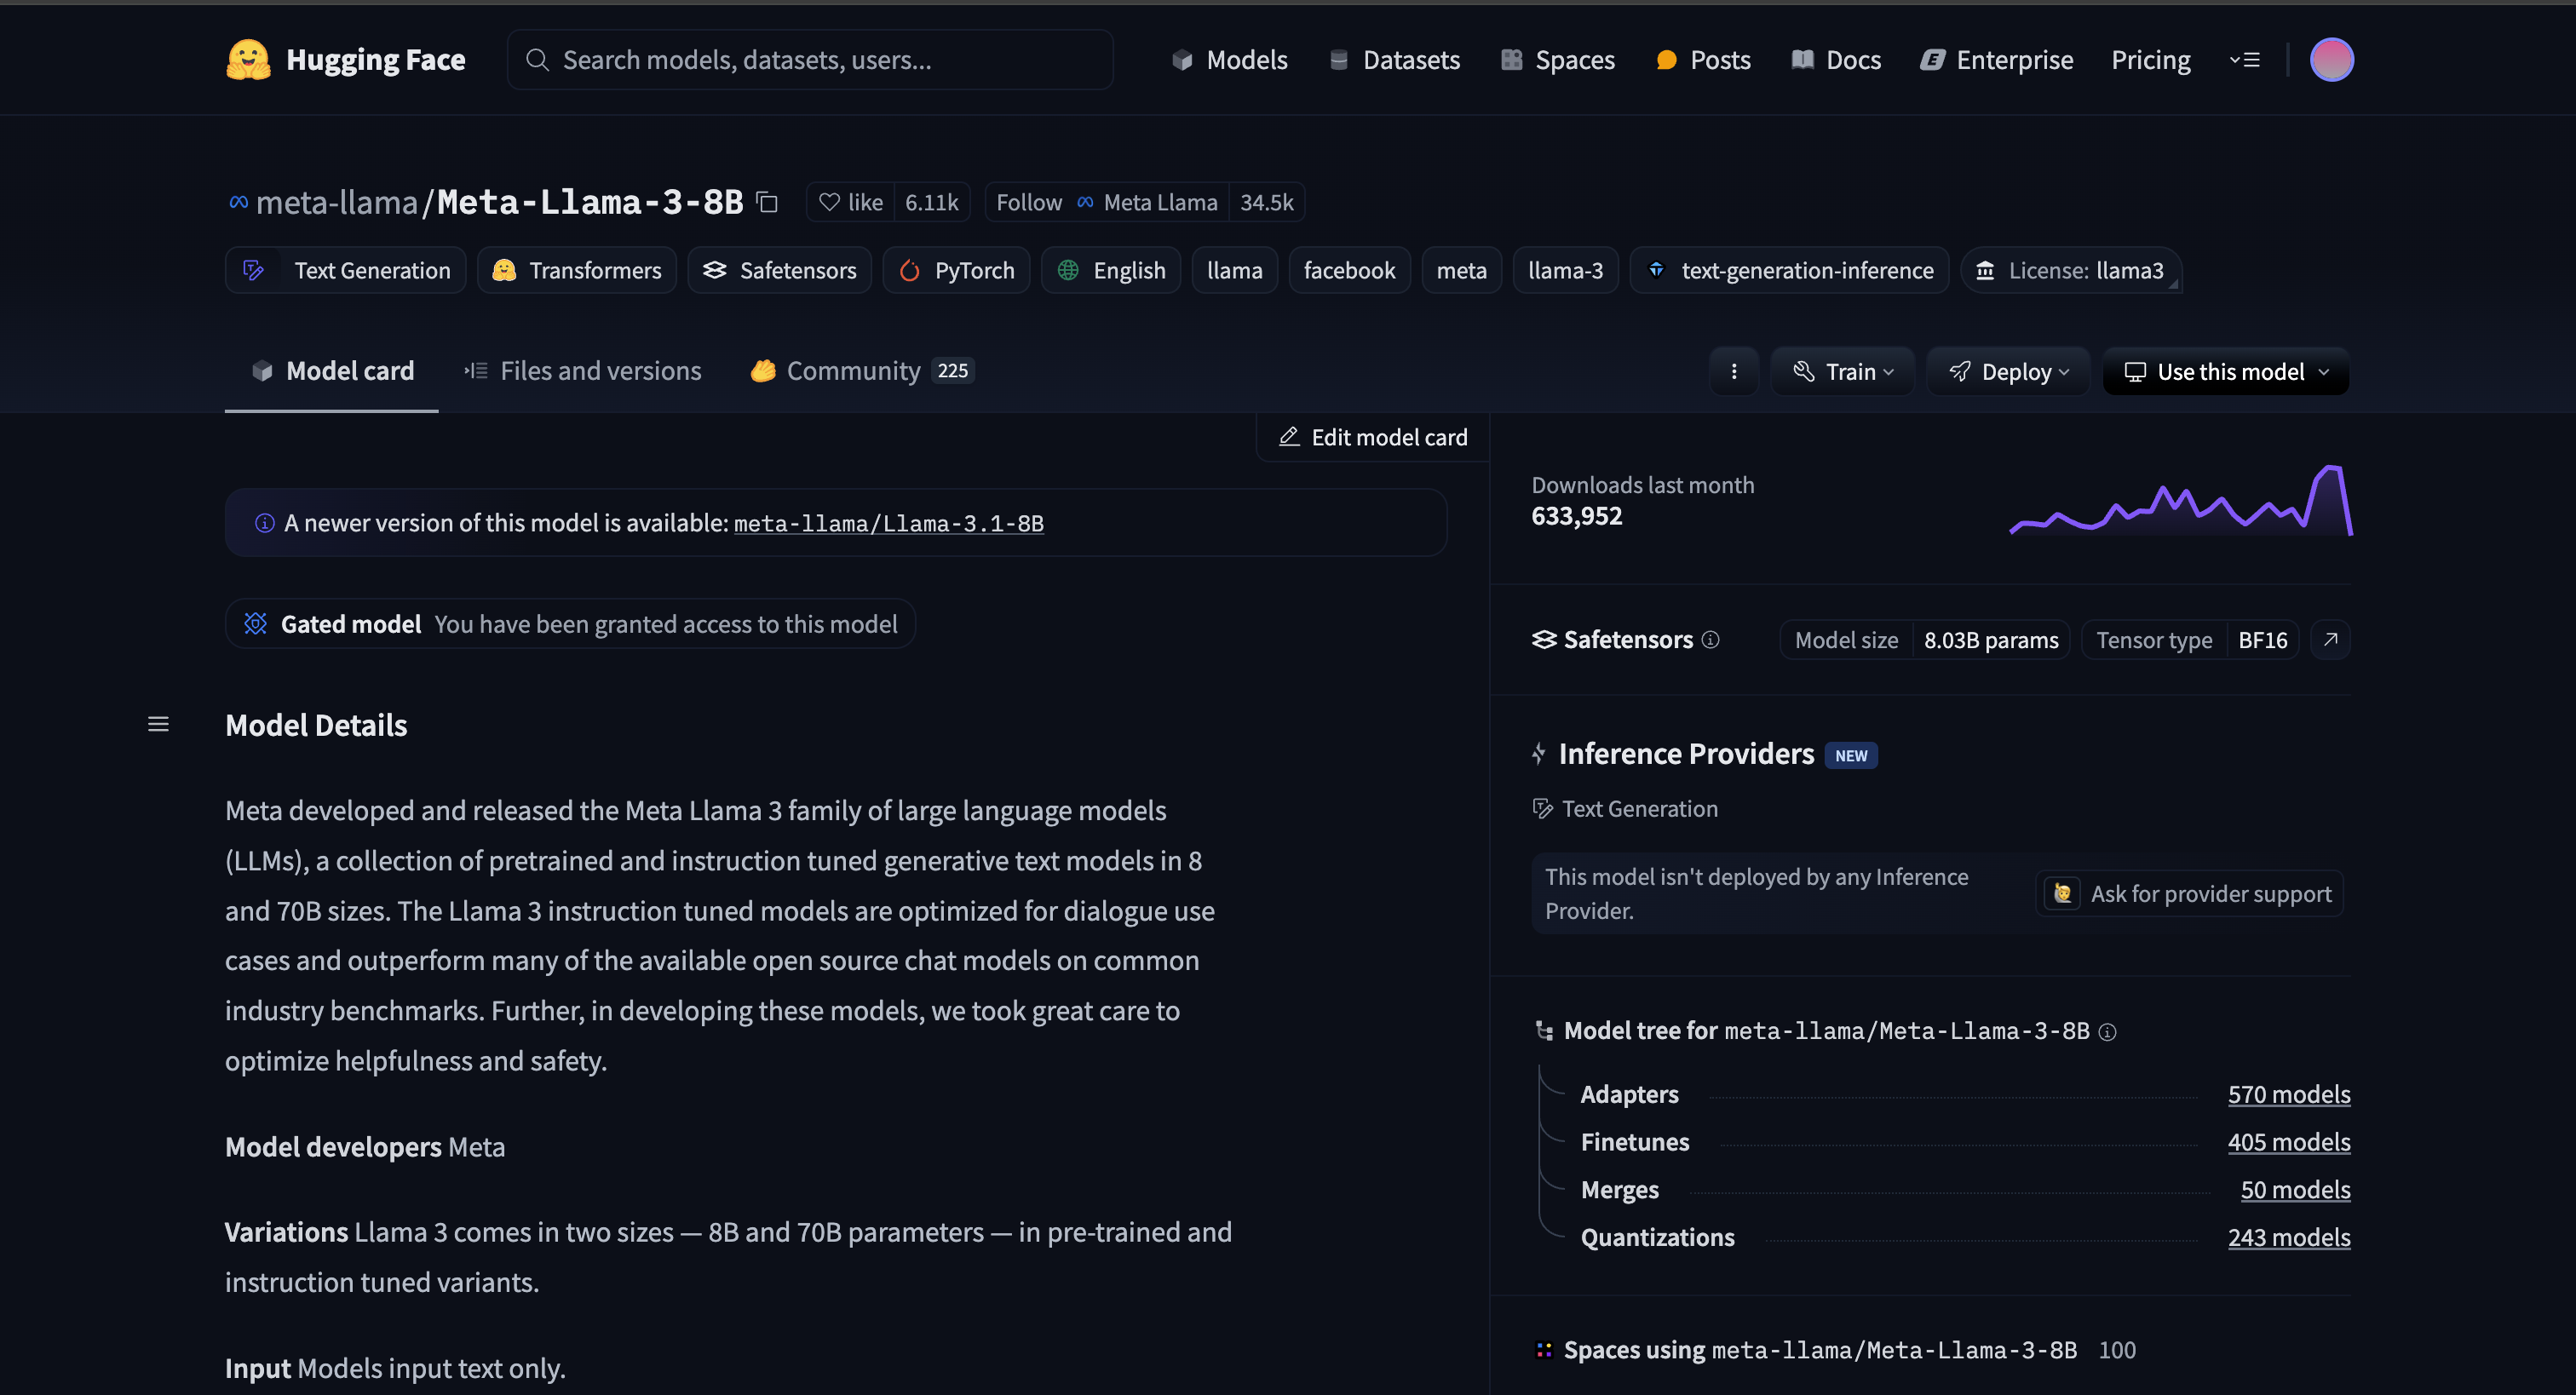 Hugging Face
Search models, datasets, users...
Models
Datasets
Spaces
Posts
Docs
Enterprise
Pricing
meta-llama/Meta-Llama-3-8B
like 6.11k
Follow Meta Llama 34.5k
Text Generation
Transformers
Safetensors
PyTorch
English
llama
facebook
meta
llama-3
text-generation-inference
License: llama3
Model card
Files and versions
Community 225
Train
Deploy
Use this model
Edit model card
A newer version of this model is available: meta-llama/Llama-3.1-8B
Gated model You have been granted access to this model
Model Details
Meta developed and released the Meta Llama 3 family of large language models
(LLMs), a collection of pretrained and instruction tuned generative text models in 8
and 70B sizes. The Llama 3 instruction tuned models are optimized for dialogue use
cases and outperform many of the available open source chat models on common
industry benchmarks. Further, in developing these models, we took great care to
optimize helpfulness and safety.
Model developers Meta
Variations Llama 3 comes in two sizes — 8B and 70B parameters — in pre-trained and
instruction tuned variants.
Input Models input text only.
Downloads last month
633,952
Safetensors
Model size 8.03B params
Tensor type BF16
Inference Providers NEW
Text Generation
This model isn't deployed by any Inference
Provider.
Ask for provider support
Model tree for meta-llama/Meta-Llama-3-8B
Adapters 570 models
Finetunes 405 models
Merges 50 models
Quantizations 243 models
Spaces using meta-llama/Meta-Llama-3-8B 100